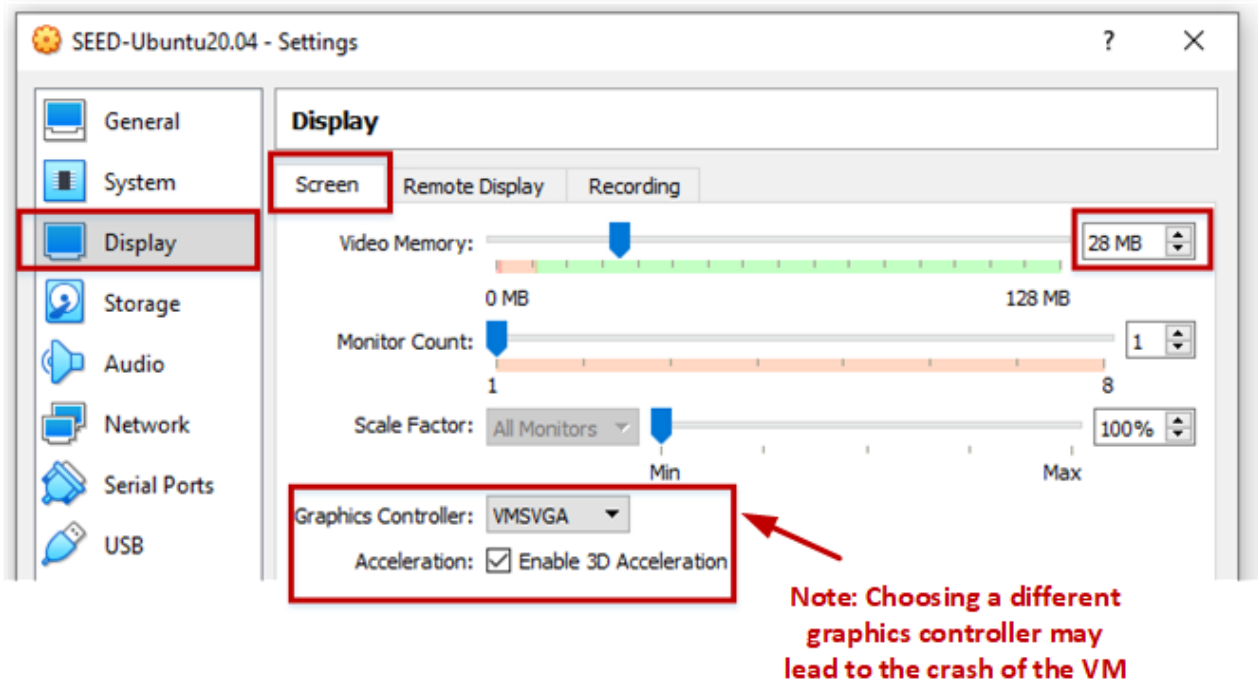 SEED-Ubuntu20.04 - Settings ? ×
General
System
Display
Storage
Audio
Network
Serial Ports
USB
Display
Screen Remote Display Recording
Video Memory: 28 MB
0 MB 128 MB
Monitor Count: 1
1 8
Scale Factor: All Monitors 100%
Min Max
Graphics Controller: VMSVGA
Acceleration: Enable 3D Acceleration
Note: Choosing a different
graphics controller may
lead to the crash of the VM